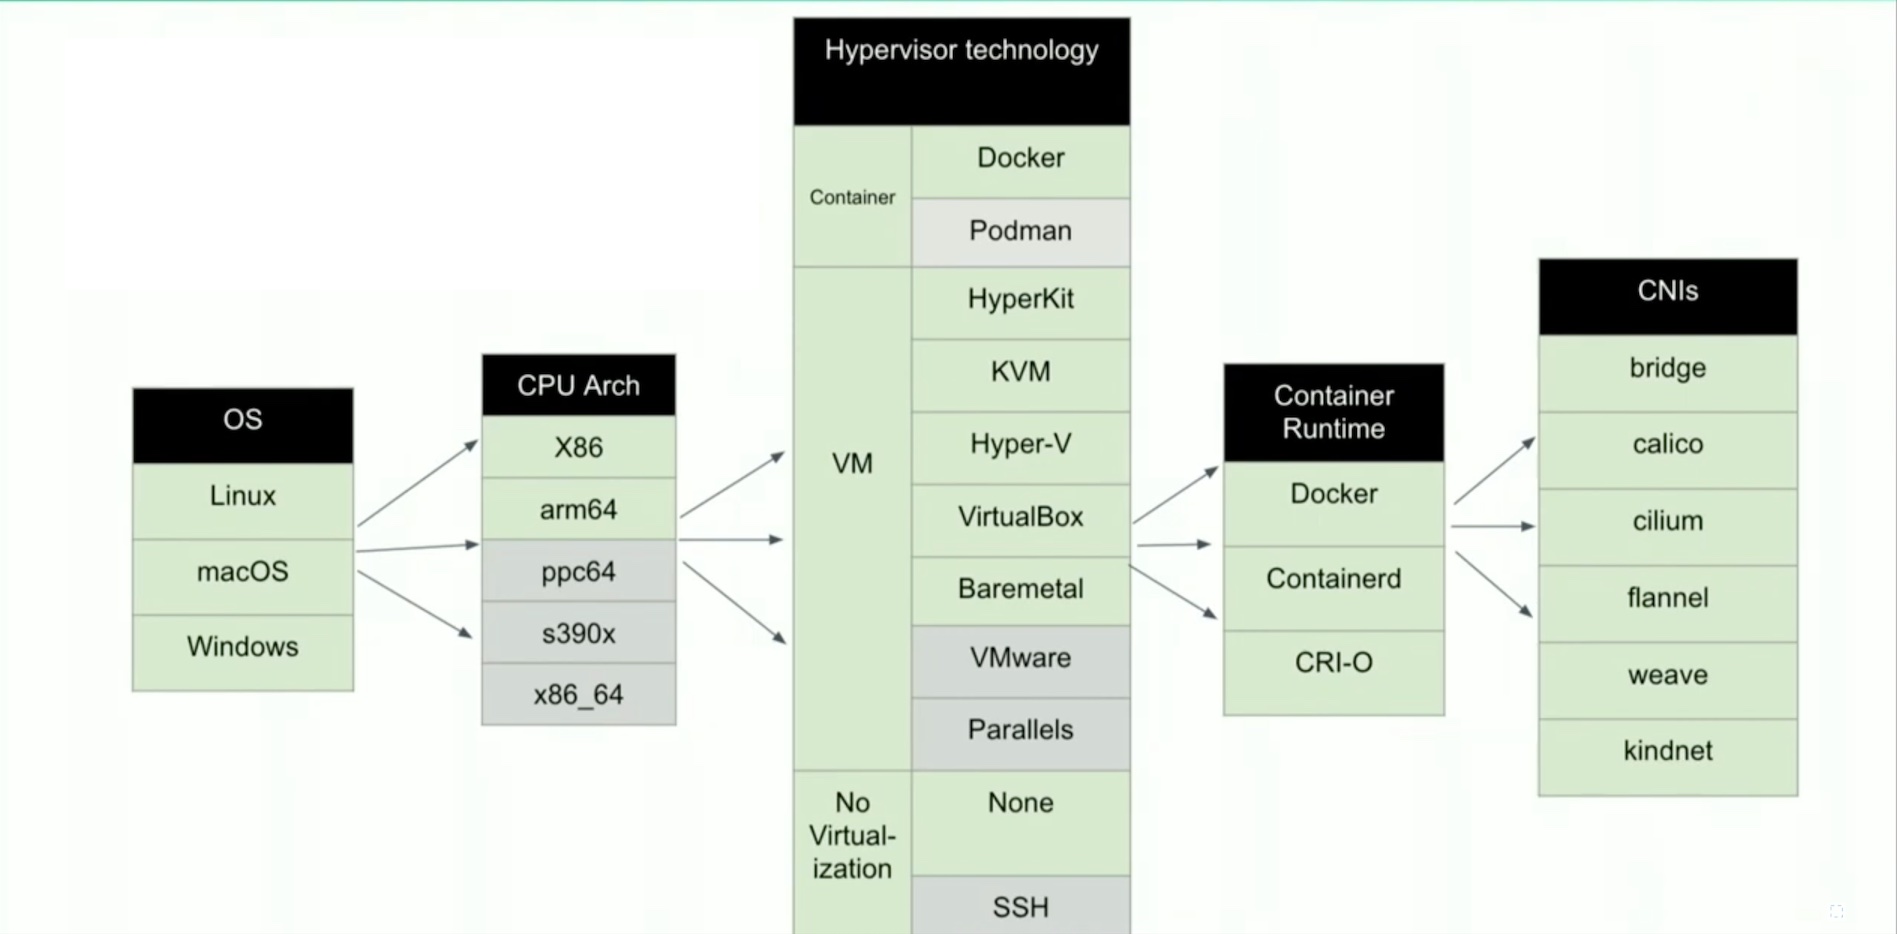 OS
Linux
macOS
Windows
CPU Arch
X86
arm64
ppc64
s390x
x86_64
Hypervisor technology
Container
Docker
Podman
VM
HyperKit
KVM
Hyper-V
VirtualBox
Baremetal
VMware
Parallels
No
Virtual-
ization
None
SSH
Container
Runtime
Docker
Containerd
CRI-O
CNIs
bridge
calico
cilium
flannel
weave
kindnet